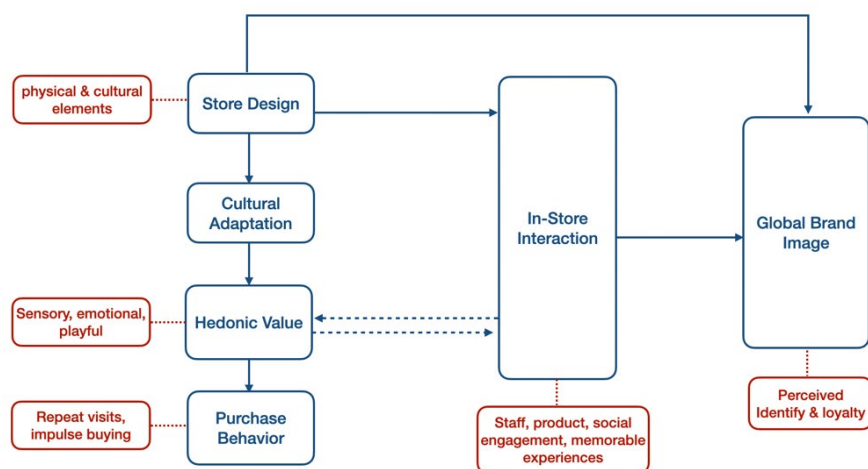 physical & cultural
elements
Store Design
Cultural
Adaptation
In-Store
Interaction
Global Brand
Image
Sensory, emotional,
playful
Hedonic Value
Repeat visits,
impulse buying
Purchase
Behavior
Staff, product, social
engagement, memorable
experiences
Perceived
Identify & loyalty